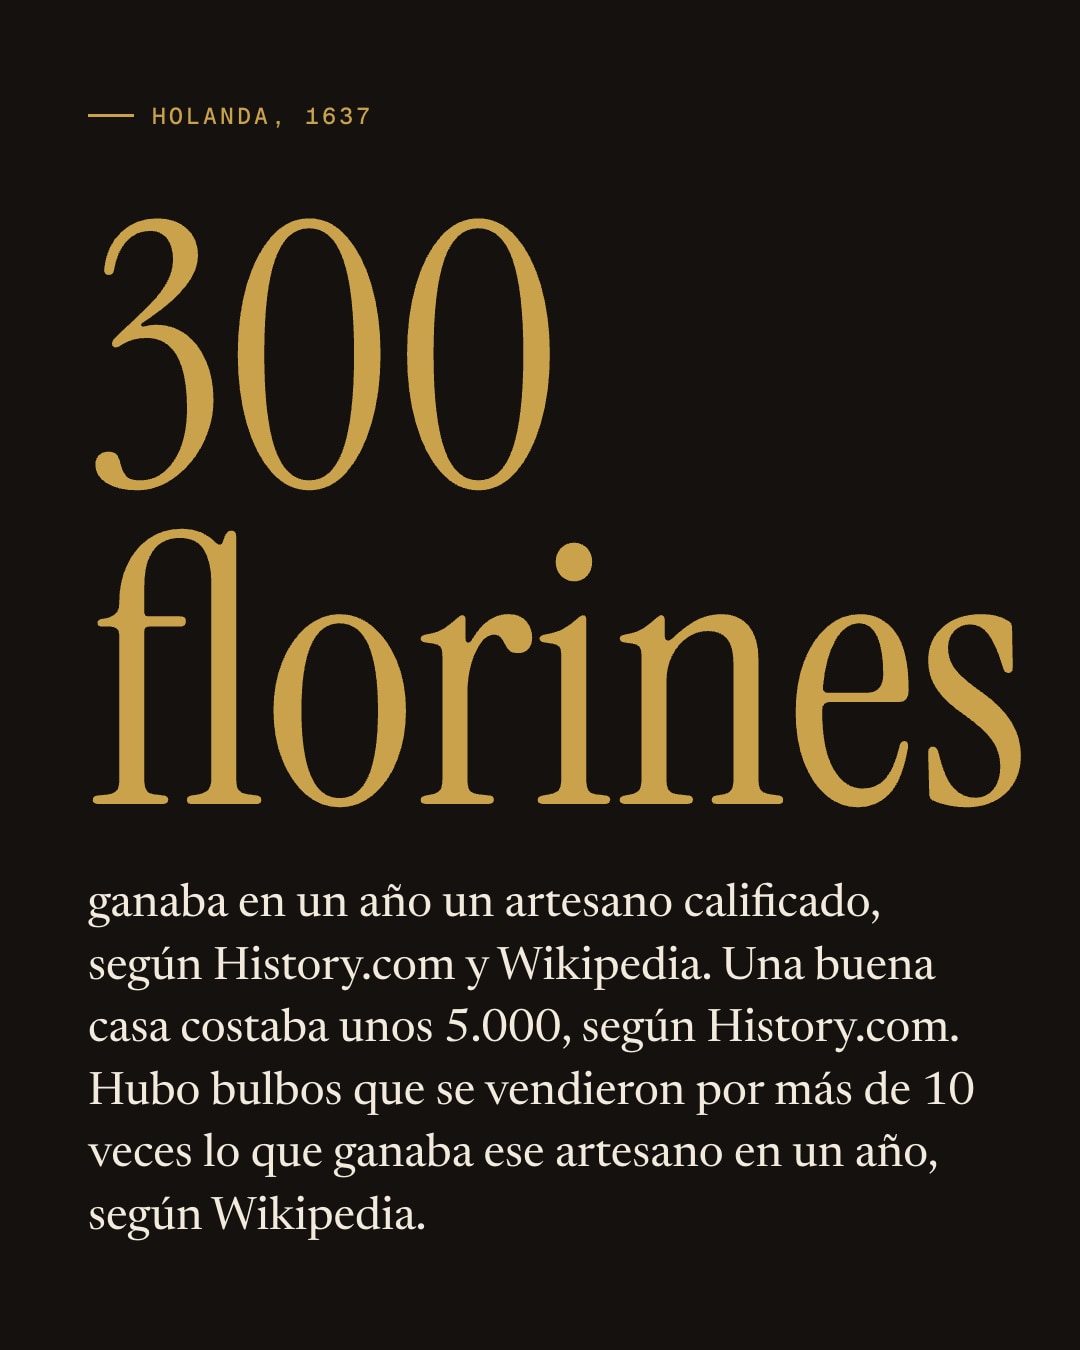 HOLANDA, 1637
300
florines
ganaba en un año un artesano calificado,
según History.com y Wikipedia. Una buena
casa costaba unos 5.000, según History.com.
Hubo bulbos que se vendieron por más de 10
veces lo que ganaba ese artesano en un año,
según Wikipedia.